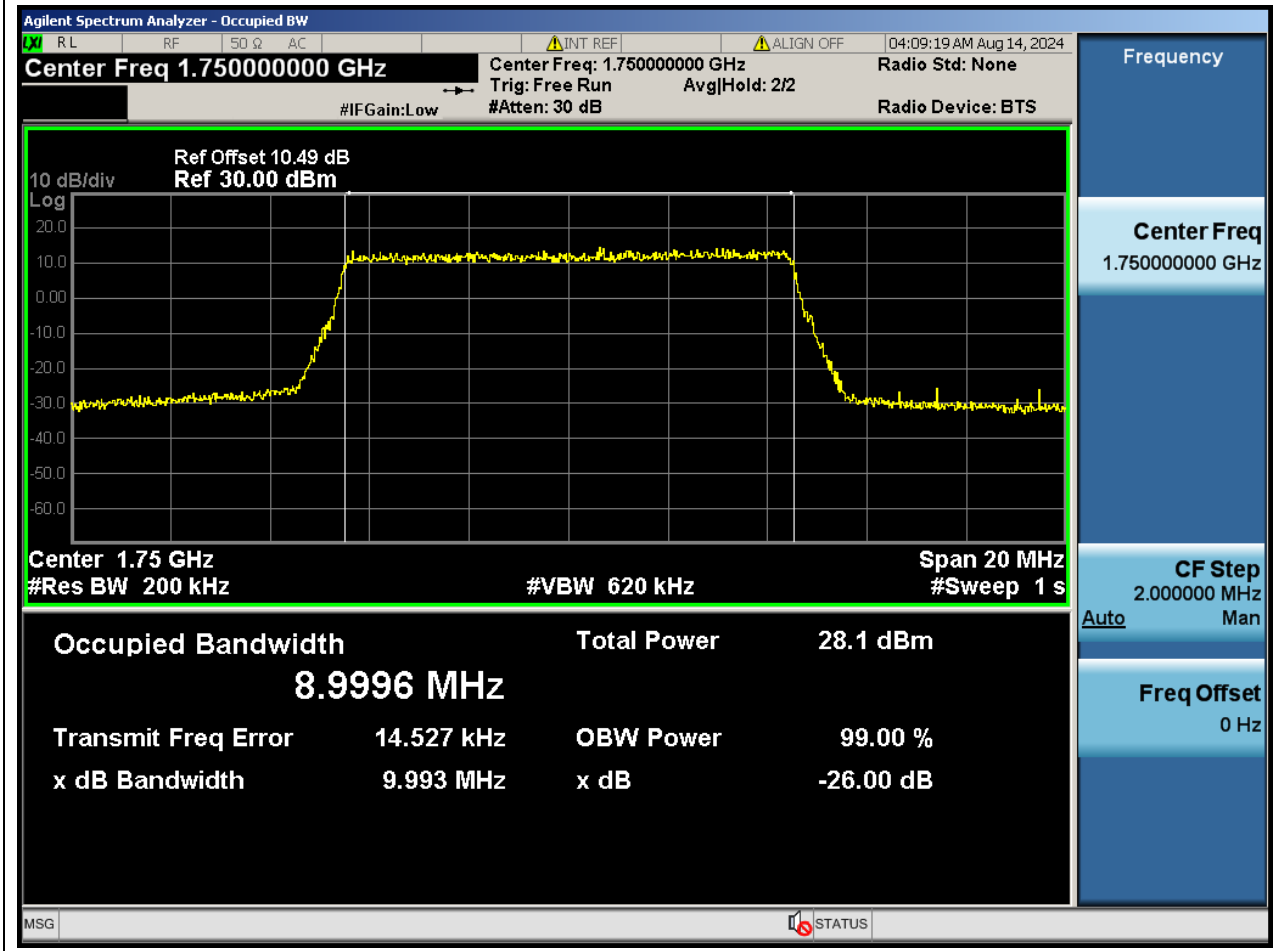 Agilent Spectrum Analyzer - Occupied BW
LXI RL RF 50 Ω AC INT REF ALIGN OFF 04:09:19 AM Aug 14, 2024
Center Freq 1.750000000 GHz
Center Freq: 1.750000000 GHz
Radio Std: None
Trig: Free Run Avg|Hold: 2/2
#IFGain:Low
#Atten: 30 dB
Radio Device: BTS
Ref Offset 10.49 dB
10 dB/div Ref 30.00 dBm
Log
20.0
10.0
0.00
-10.0
-20.0
-30.0
-40.0
-50.0
-60.0
Center 1.75 GHz Span 20 MHz
#Res BW 200 kHz #VBW 620 kHz #Sweep 1 s
Occupied Bandwidth Total Power 28.1 dBm
8.9996 MHz
Transmit Freq Error 14.527 kHz OBW Power 99.00 %
x dB Bandwidth 9.993 MHz x dB -26.00 dB
Frequency
Center Freq
1.750000000 GHz
CF Step
2.000000 MHz
Auto Man
Freq Offset
0 Hz
MSG STATUS